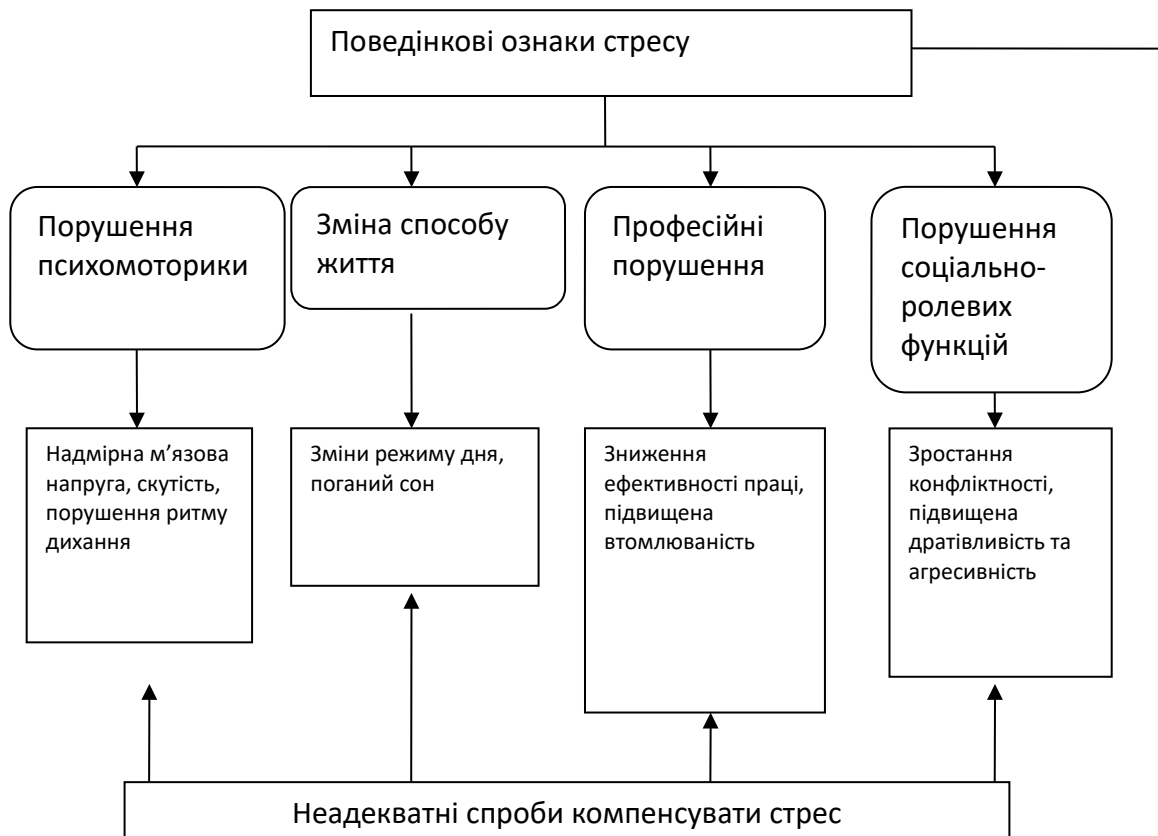 Поведінкові ознаки стресу
Порушення
психомоторики
Зміна способу
життя
Професійні
порушення
Порушення
соціально-
ролевих
функцій
Надмірна м’язова
напруга, скутість,
порушення ритму
дихання
Зміни режиму дня,
поганий сон
Зниження
ефективності праці,
підвищена
втомлюваність
Зростання
конфліктності,
підвищена
дратівливість та
агресивність
Неадекватні спроби компенсувати стрес